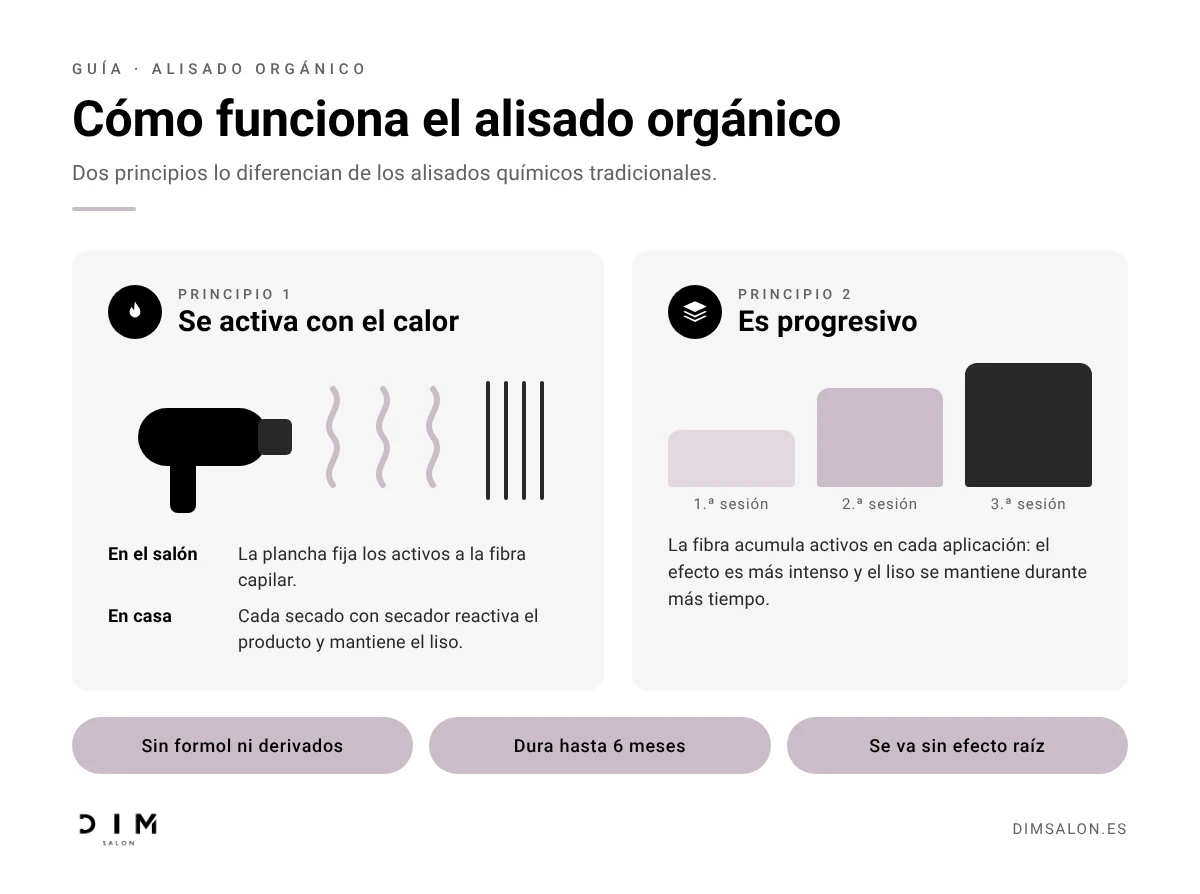 GUÍA · ALISADO ORGÁNICO
Cómo funciona el alisado orgánico
Dos principios lo diferencian de los alisados químicos tradicionales.
PRINCIPIO 1
Se activa con el calor
En el salón
La plancha fija los activos a la fibra
capilar.
En casa
Cada secado con secador reactiva el
producto y mantiene el liso.
PRINCIPIO 2
Es progresivo
1.ª sesión
2.ª sesión
3.ª sesión
La fibra acumula activos en cada aplicación: el
efecto es más intenso y el liso se mantiene durante
más tiempo.
Sin formol ni derivados
Dura hasta 6 meses
Se va sin efecto raíz
DIM
SALON
DIMSALON.ES